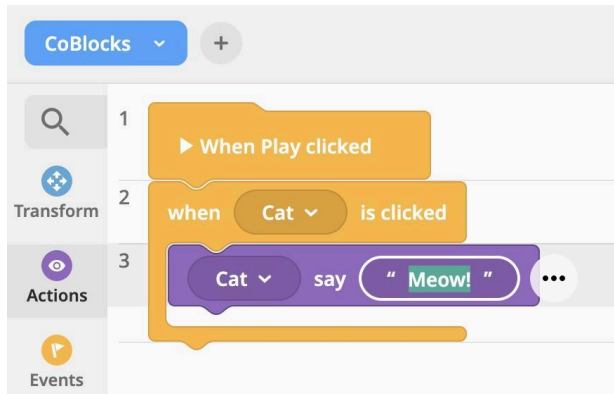 CoBlocks +
1 When Play clicked
Transform
2 when Cat is clicked
3 Cat say “ Meow! ” •••
Actions
Events